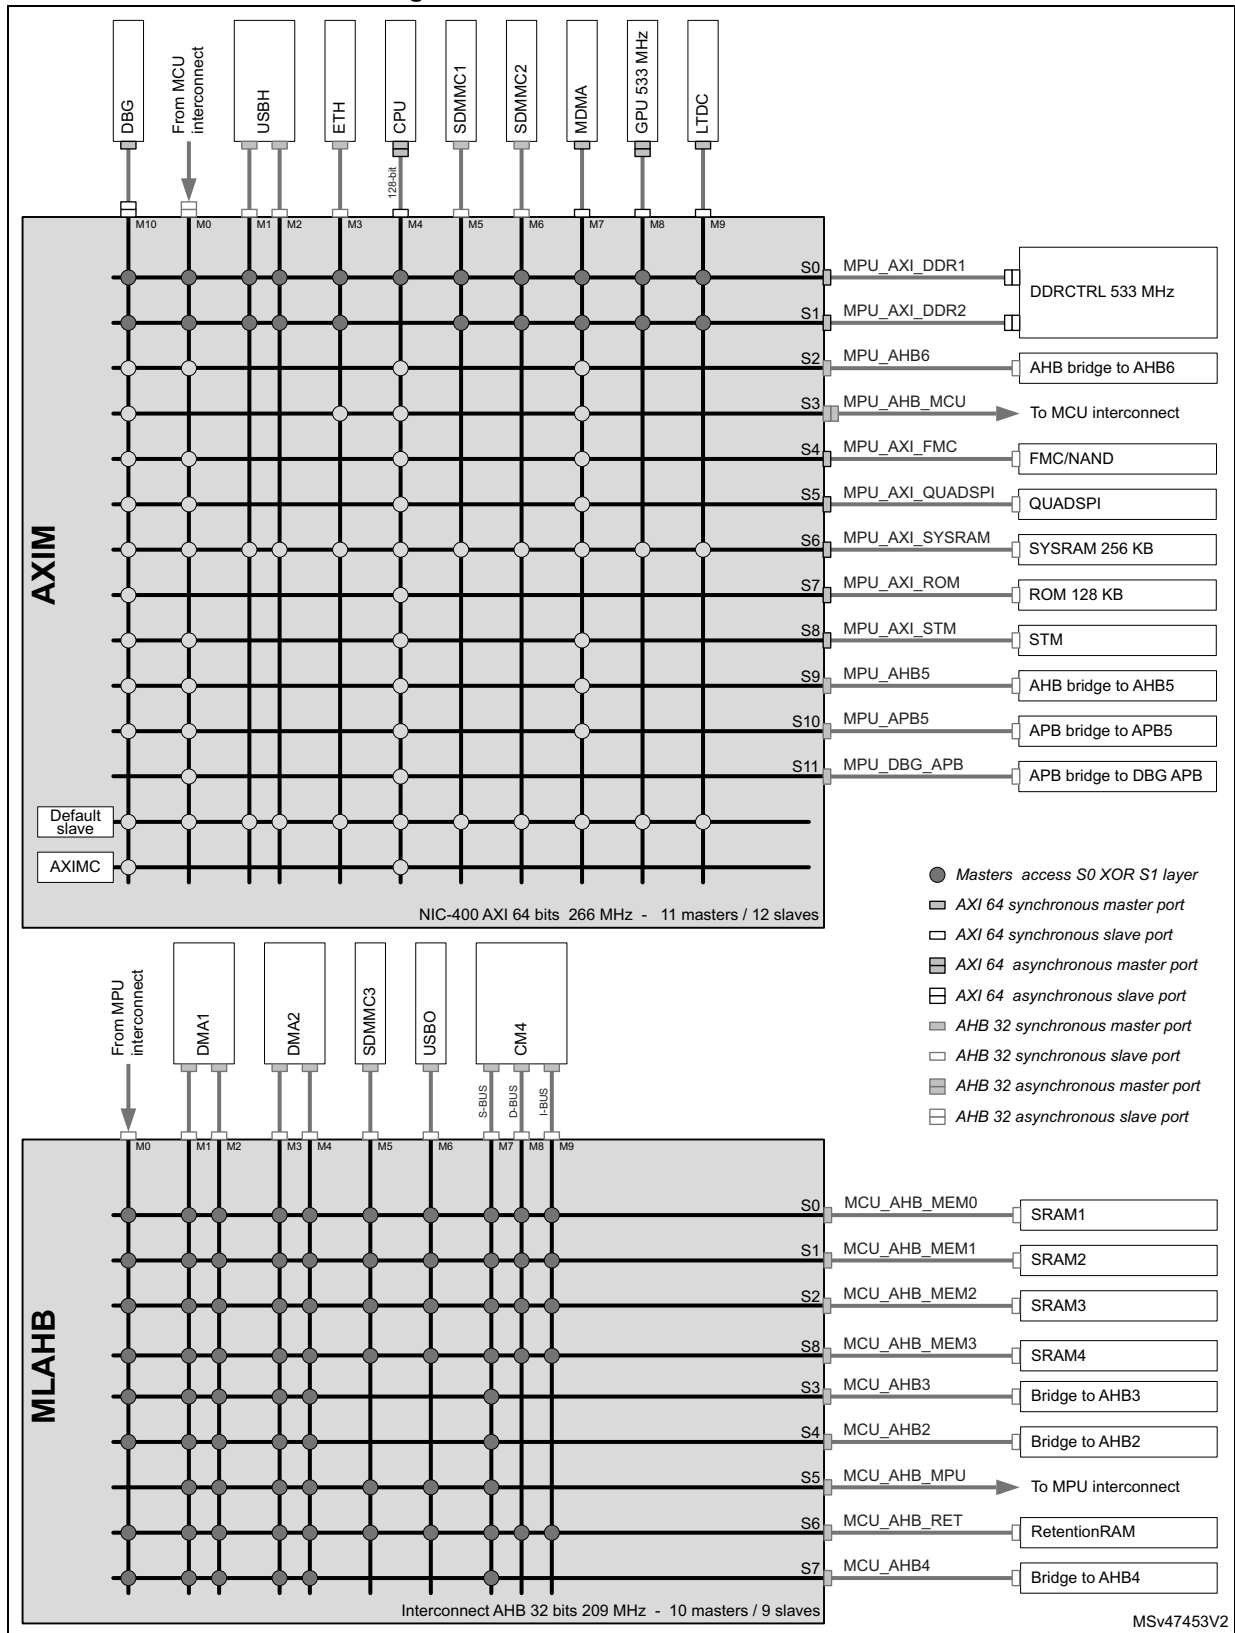 DBG
From MCU
interconnect
USBH
ETH
CPU
SDMMC1
SDMMC2
MDMA
GPU 533 MHz
LTDC
128-bit
M10
M0
M1
M2
M3
M4
M5
M6
M7
M8
M9
AXIM
S0
MPU_AXI_DDR1
DDRCTRL 533 MHz
S1
MPU_AXI_DDR2
S2
MPU_AHB6
AHB bridge to AHB6
S3
MPU_AHB_MCU
To MCU interconnect
S4
MPU_AXI_FMC
FMC/NAND
S5
MPU_AXI_QUADSPI
QUADSPI
S6
MPU_AXI_SYSRAM
SYSRAM 256 KB
S7
MPU_AXI_ROM
ROM 128 KB
S8
MPU_AXI_STM
STM
S9
MPU_AHB5
AHB bridge to AHB5
S10
MPU_APB5
APB bridge to APB5
S11
MPU_DBG_APB
APB bridge to DBG APB
Default
slave
AXIMC
NIC-400 AXI 64 bits 266 MHz - 11 masters / 12 slaves
Masters access S0 XOR S1 layer
AXI 64 synchronous master port
AXI 64 synchronous slave port
AXI 64 asynchronous master port
AXI 64 asynchronous slave port
AHB 32 synchronous master port
AHB 32 synchronous slave port
AHB 32 asynchronous master port
AHB 32 asynchronous slave port
From MPU
interconnect
DMA1
DMA2
SDMMC3
USBO
CM4
S-BUS
D-BUS
I-BUS
M0
M1
M2
M3
M4
M5
M6
M7
M8
M9
MLAHB
S0
MCU_AHB_MEM0
SRAM1
S1
MCU_AHB_MEM1
SRAM2
S2
MCU_AHB_MEM2
SRAM3
S8
MCU_AHB_MEM3
SRAM4
S3
MCU_AHB3
Bridge to AHB3
S4
MCU_AHB2
Bridge to AHB2
S5
MCU_AHB_MPU
To MPU interconnect
S6
MCU_AHB_RET
RetentionRAM
S7
MCU_AHB4
Bridge to AHB4
Interconnect AHB 32 bits 209 MHz - 10 masters / 9 slaves
MSv47453V2